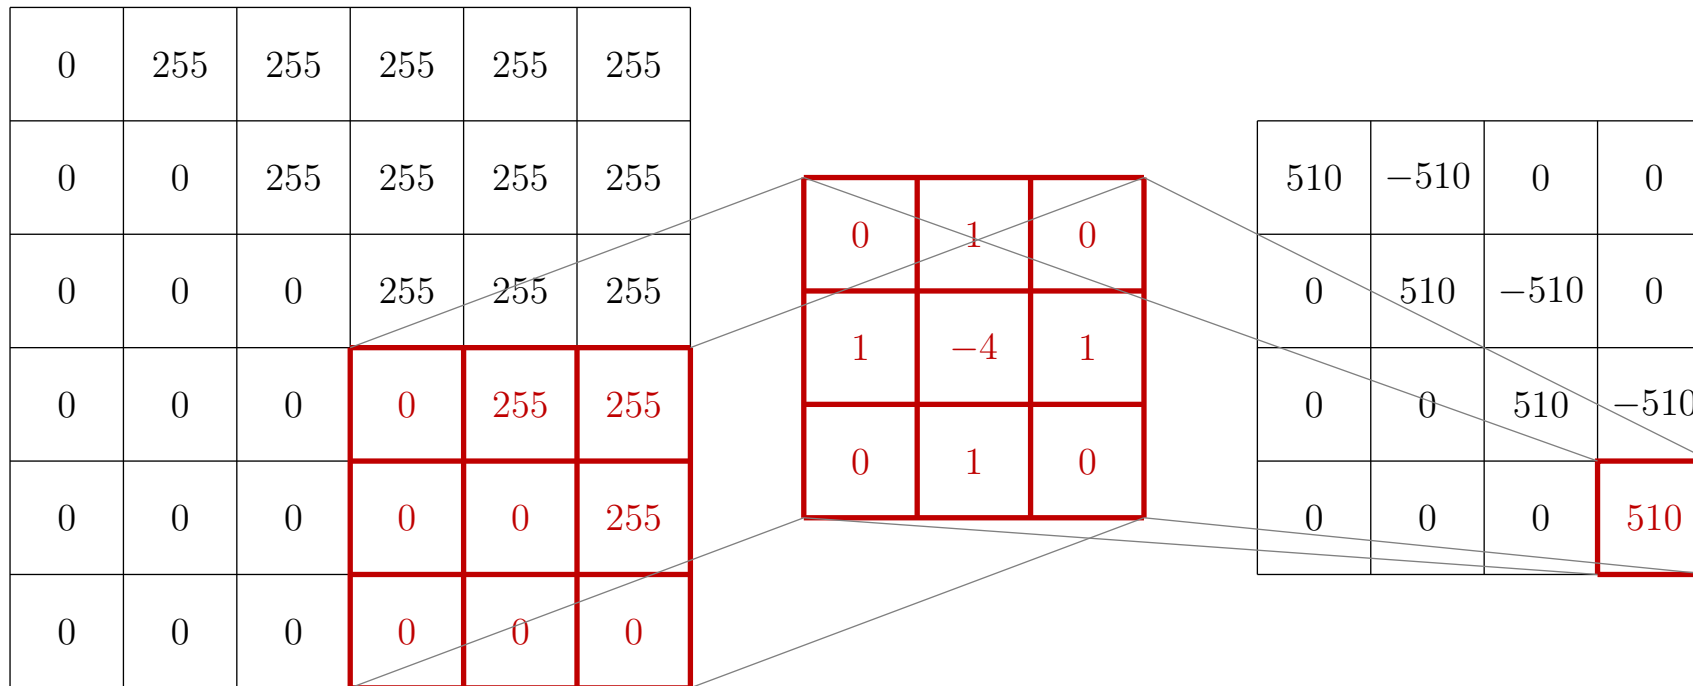 0 255 255 255 255 255
0 0 255 255 255 255
0 0 0 255 255 255
0 0 0 0 255 255
0 0 0 0 0 255
0 0 0 0 0 0
0 1 0
1 −4 1
0 1 0
510 −510 0 0
0 510 −510 0
0 0 510 −510
0 0 0 510